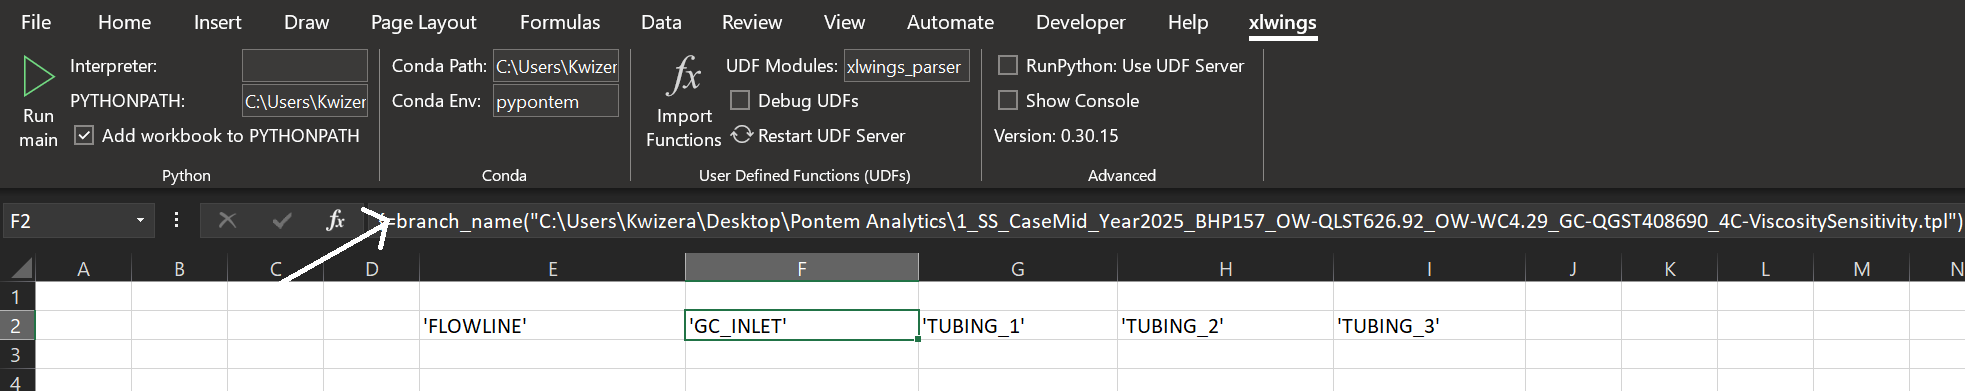 File Home Insert Draw Page Layout Formulas Data Review View Automate Developer Help xlwings
Interpreter: Conda Path: C:\Users\Kwizer UDF Modules: xlwings_parser RunPython: Use UDF Server
PYTHONPATH: C:\Users\Kwizer Conda Env: pypontem Debug UDFs Show Console
Run main
Add workbook to PYTHONPATH
Import Functions
Restart UDF Server Version: 0.30.15
Python Conda User Defined Functions (UDFs) Advanced
F2 fx =branch_name("C:\Users\Kwizera\Desktop\Pontem Analytics\1_SS_CaseMid_Year2025_BHP157_OW-QLST626.92_OW-WC4.29_GC-QGST408690_4C-ViscositySensitivity.tpl")
A B C D E F G H I J K L M N
1
2 'FLOWLINE' 'GC_INLET' 'TUBING_1' 'TUBING_2' 'TUBING_3'
3
4